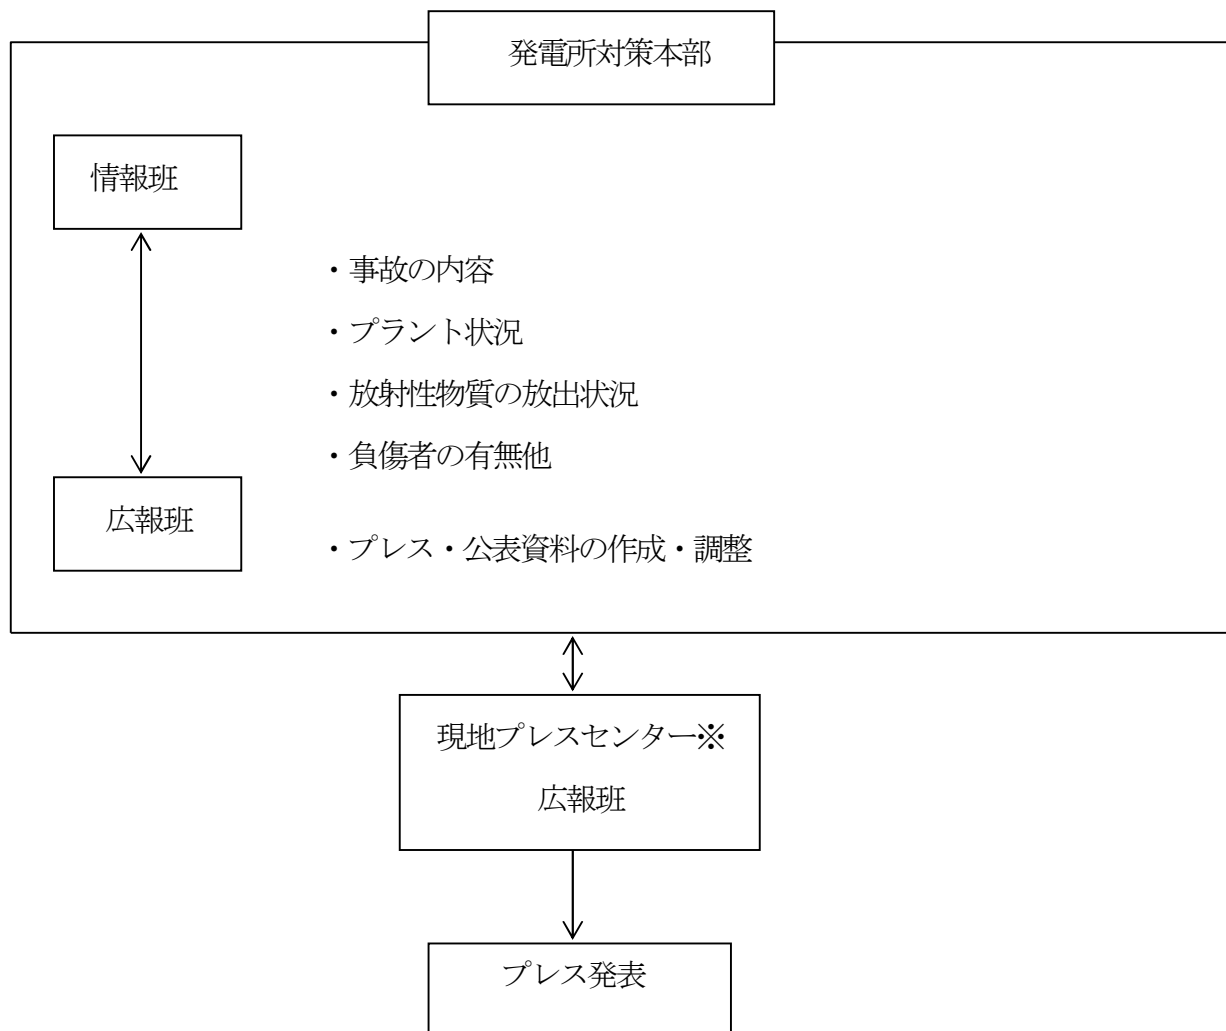 発電所対策本部
情報班
・事故の内容
・プラント状況
・放射性物質の放出状況
・負傷者の有無他
広報班
・プレス・公表資料の作成・調整
現地プレスセンター※
広報班
プレス発表